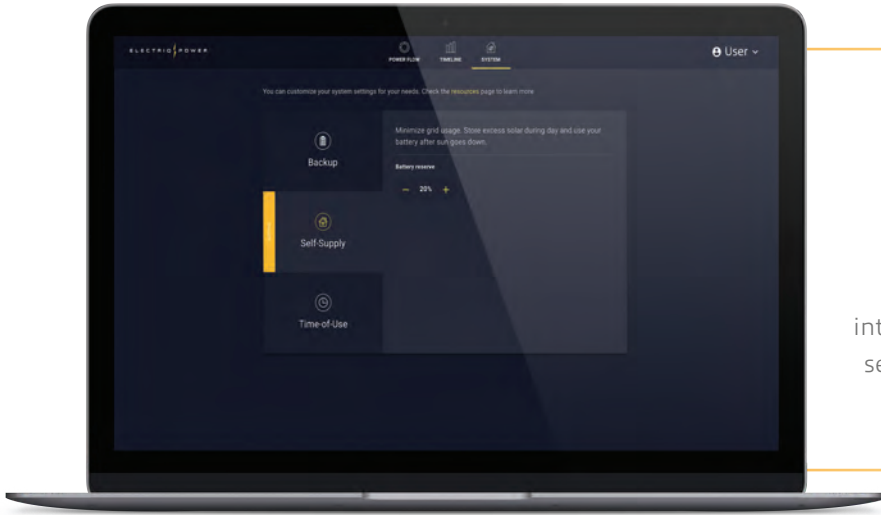 ELECTRIQ POWER
POWER FLOW
TIMELINE
SYSTEM
User
You can customize your system settings for your needs. Check the resources page to learn more
Backup
Minimize grid usage. Store excess solar during day and use your
battery after sun goes down.
Battery reserve
− 20% +
Self-Supply
Time-of-Use
int
se